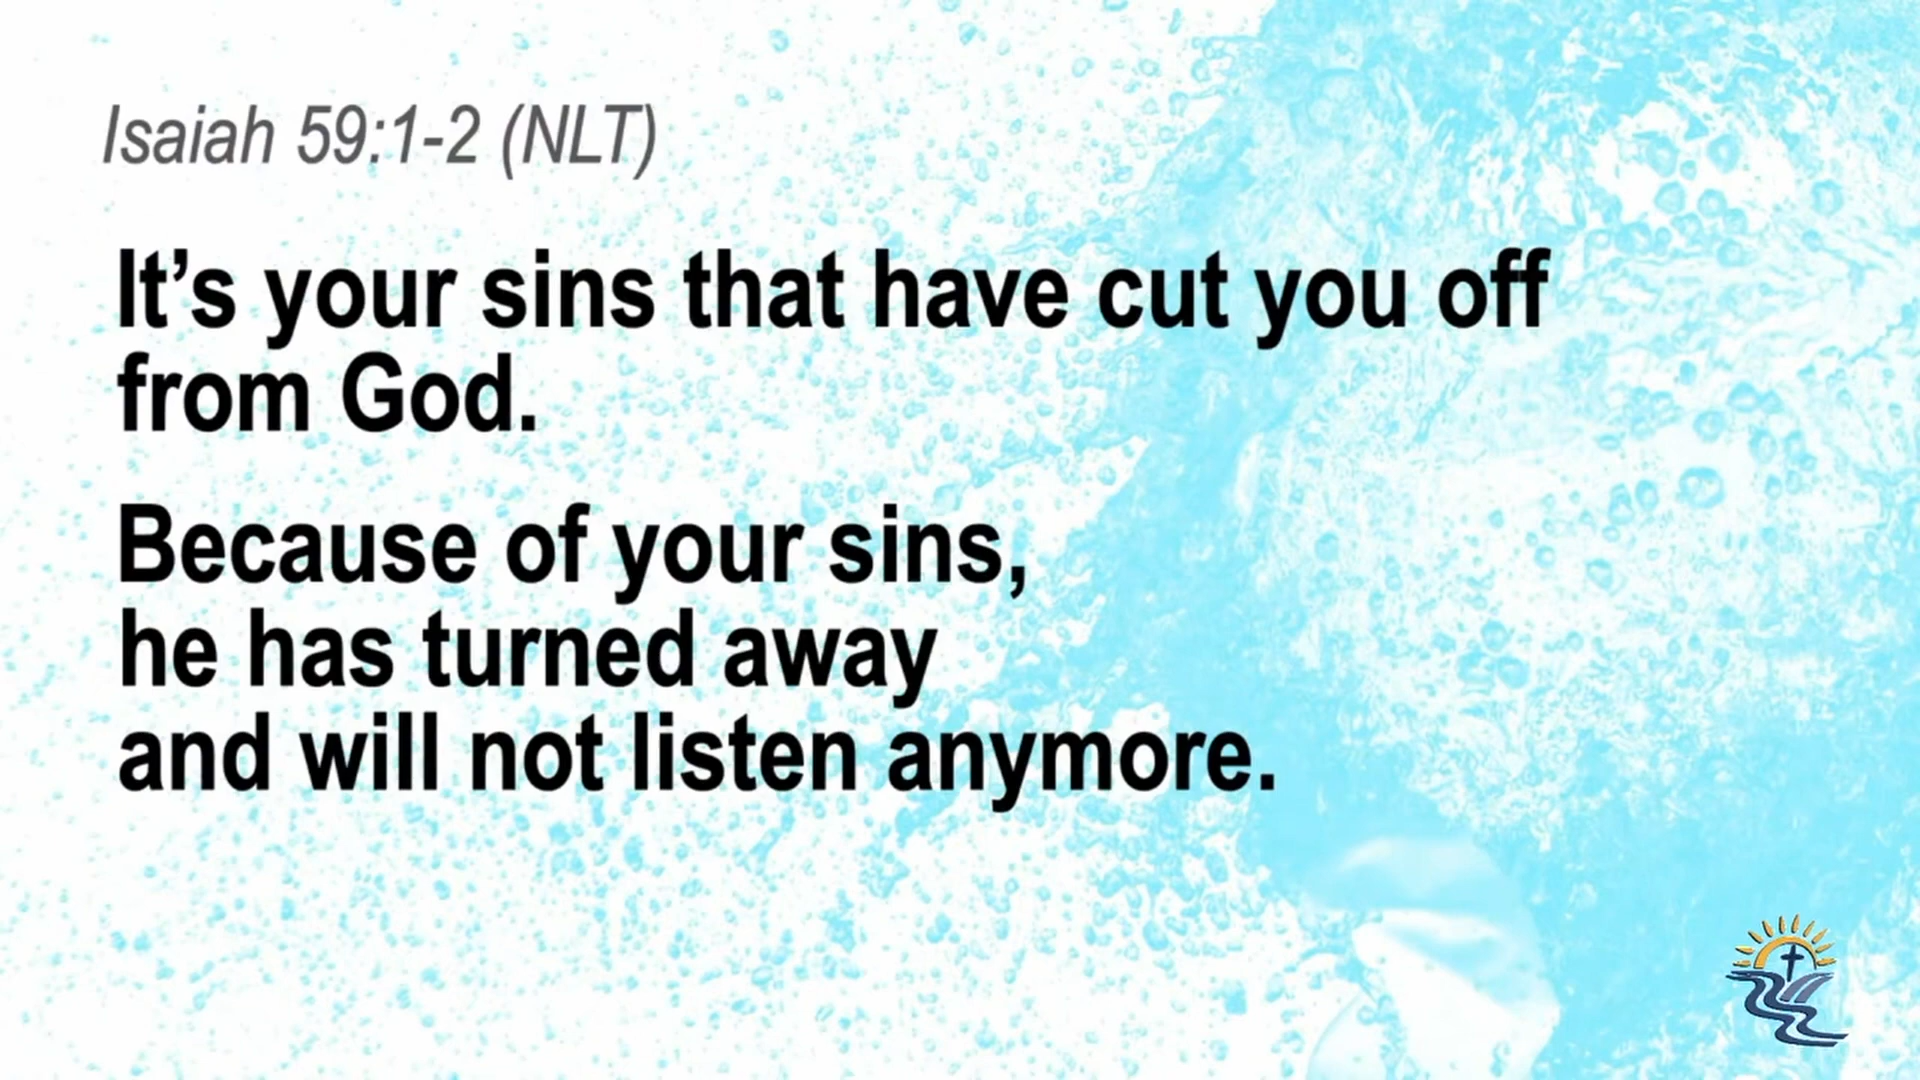 Isaiah 59:1-2 (NLT)
It’s your sins that have cut you off
from God.
Because of your sins,
he has turned away
and will not listen anymore.